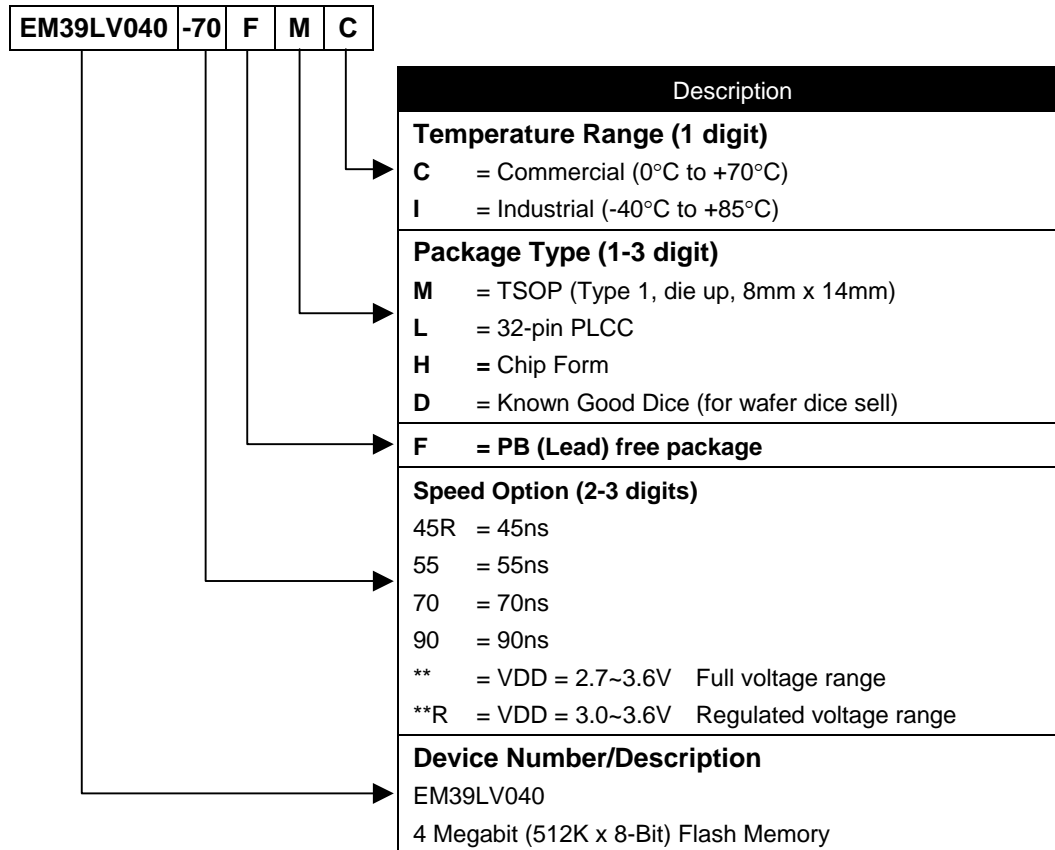 EM39LV040 -70 F M C
Description
Temperature Range (1 digit)
C = Commercial (0°C to +70°C)
I = Industrial (-40°C to +85°C)
Package Type (1-3 digit)
M = TSOP (Type 1, die up, 8mm x 14mm)
L = 32-pin PLCC
H = Chip Form
D = Known Good Dice (for wafer dice sell)
F = PB (Lead) free package
Speed Option (2-3 digits)
45R = 45ns
55 = 55ns
70 = 70ns
90 = 90ns
** = VDD = 2.7~3.6V Full voltage range
**R = VDD = 3.0~3.6V Regulated voltage range
Device Number/Description
EM39LV040
4 Megabit (512K x 8-Bit) Flash Memory